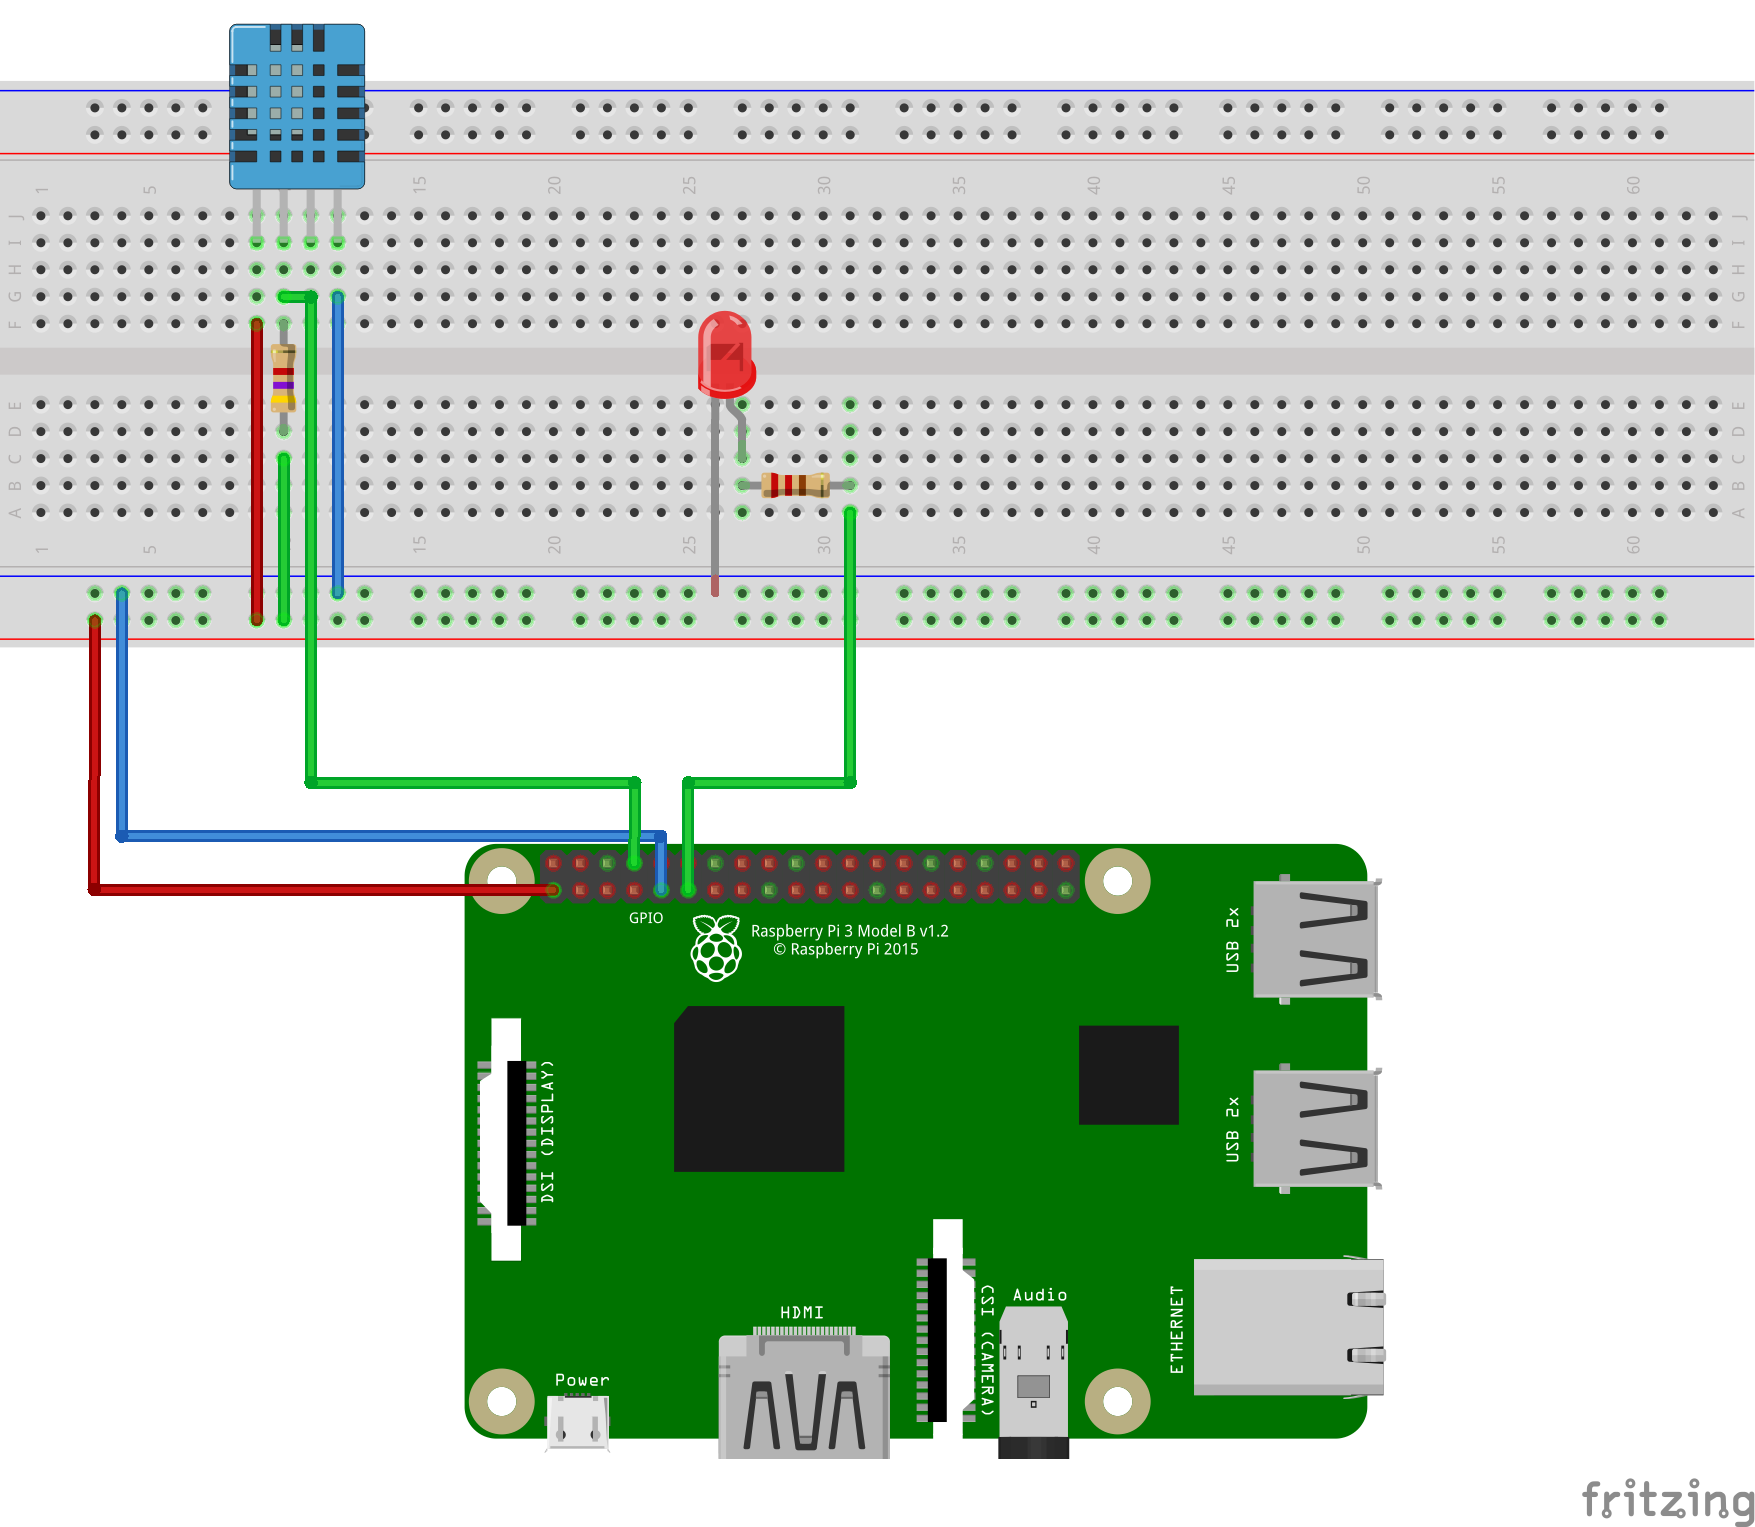 1 5 15 20 25 30 35 40 45 50 55 60
J J
I I
H H
G G
F F
E E
D D
C C
B B
A A
1 5 15 20 25 30 35 40 45 50 55 60
GPIO
Raspberry Pi 3 Model B v1.2
© Raspberry Pi 2015
USB 2x
DSI (DISPLAY)
USB 2x
HDMI
CSI (CAMERA)
Audio
ETHERNET
Power
fritzing